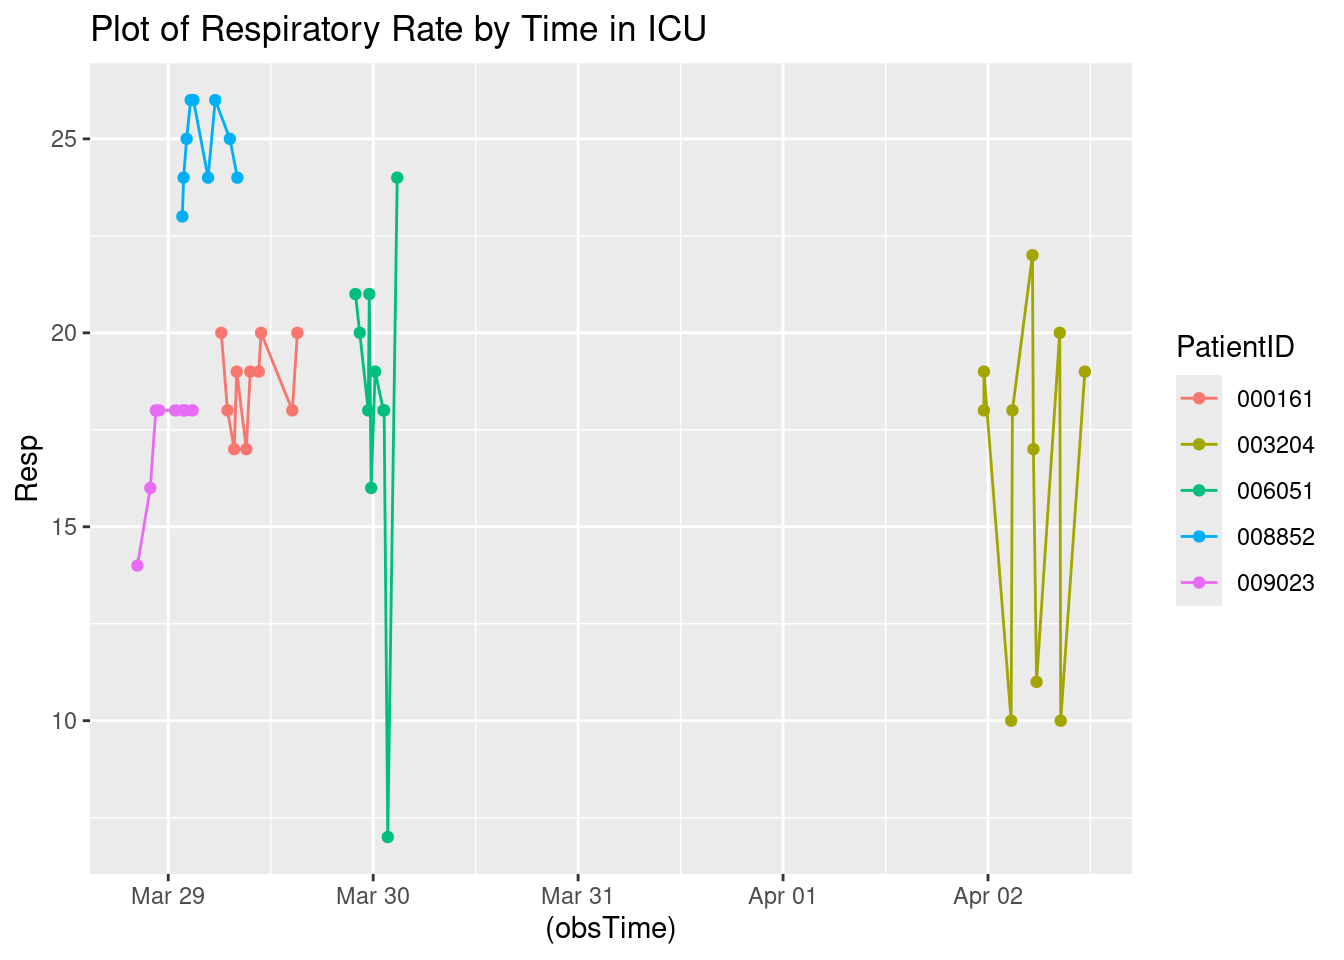 Plot of Respiratory Rate by Time in ICU
25
20
15
10
Resp
Mar 29
Mar 30
Mar 31
Apr 01
Apr 02
(obsTime)
PatientID
000161
003204
006051
008852
009023